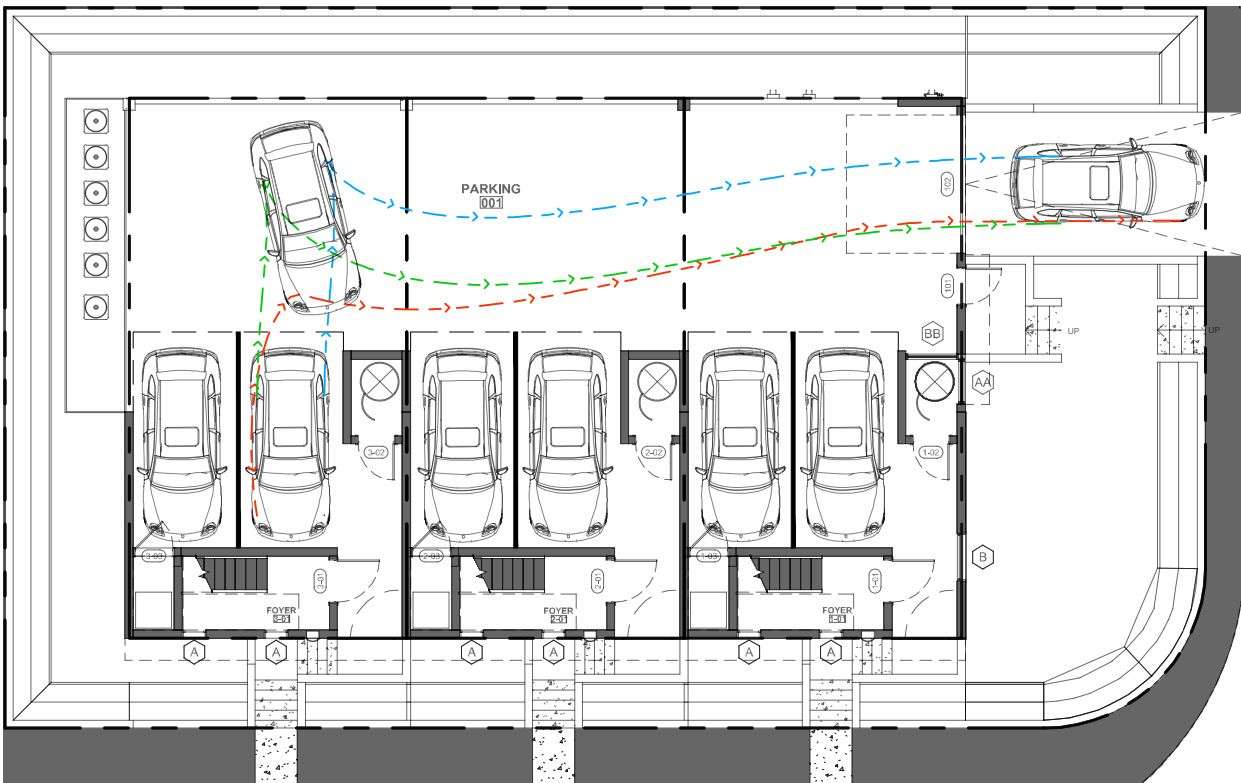 PARKING
001
102
101
BB
UP
UP
AA
3-02
2-02
1-02
3-03
2-03
1-03
B
3-01
2-01
1-01
FOYER
3-01
FOYER
2-01
FOYER
1-01
A
A
A
A
A
A